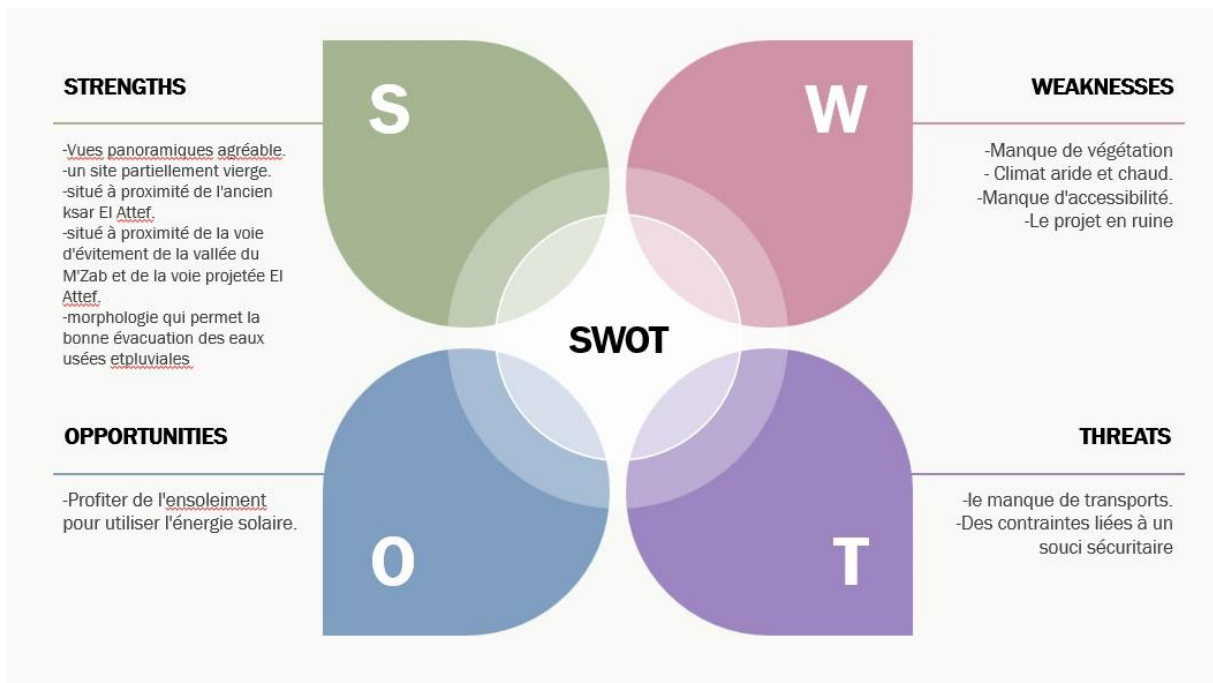 STRENGTHS
-Vues panoramiques agréable.
-un site partiellement vierge.
-situé à proximité de l'ancien
ksar El Attef.
-situé à proximité de la voie
d'évitement de la vallée du
M'Zab et de la voie projetée El
Attef.
-morphologie qui permet la
bonne évacuation des eaux
usées etpluviales
S
W
WEAKNESSES
-Manque de végétation
- Climat aride et chaud.
-Manque d'accessibilité.
-Le projet en ruine
SWOT
OPPORTUNITIES
-Profiter de l'ensoleiment
pour utiliser l'énergie solaire.
O
T
THREATS
-le manque de transports.
-Des contraintes liées à un
souci sécuritaire